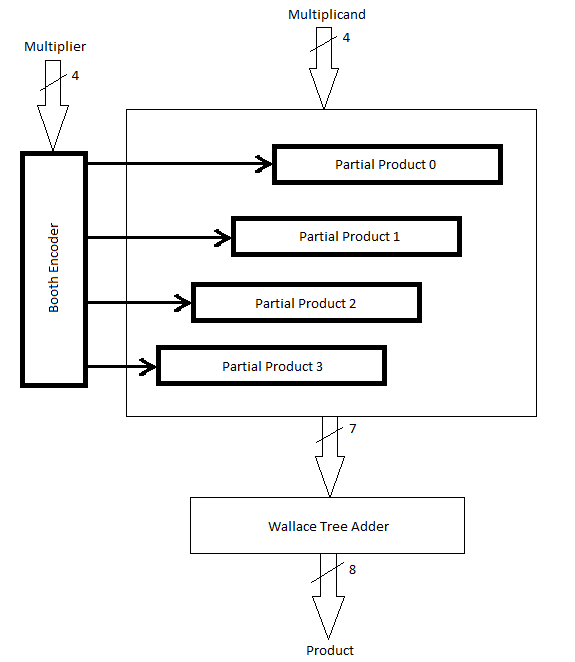 Multiplicand
4
Multiplier
4
Partial Product 0
Partial Product 1
Booth Encoder
Partial Product 2
Partial Product 3
7
Wallace Tree Adder
8
Product